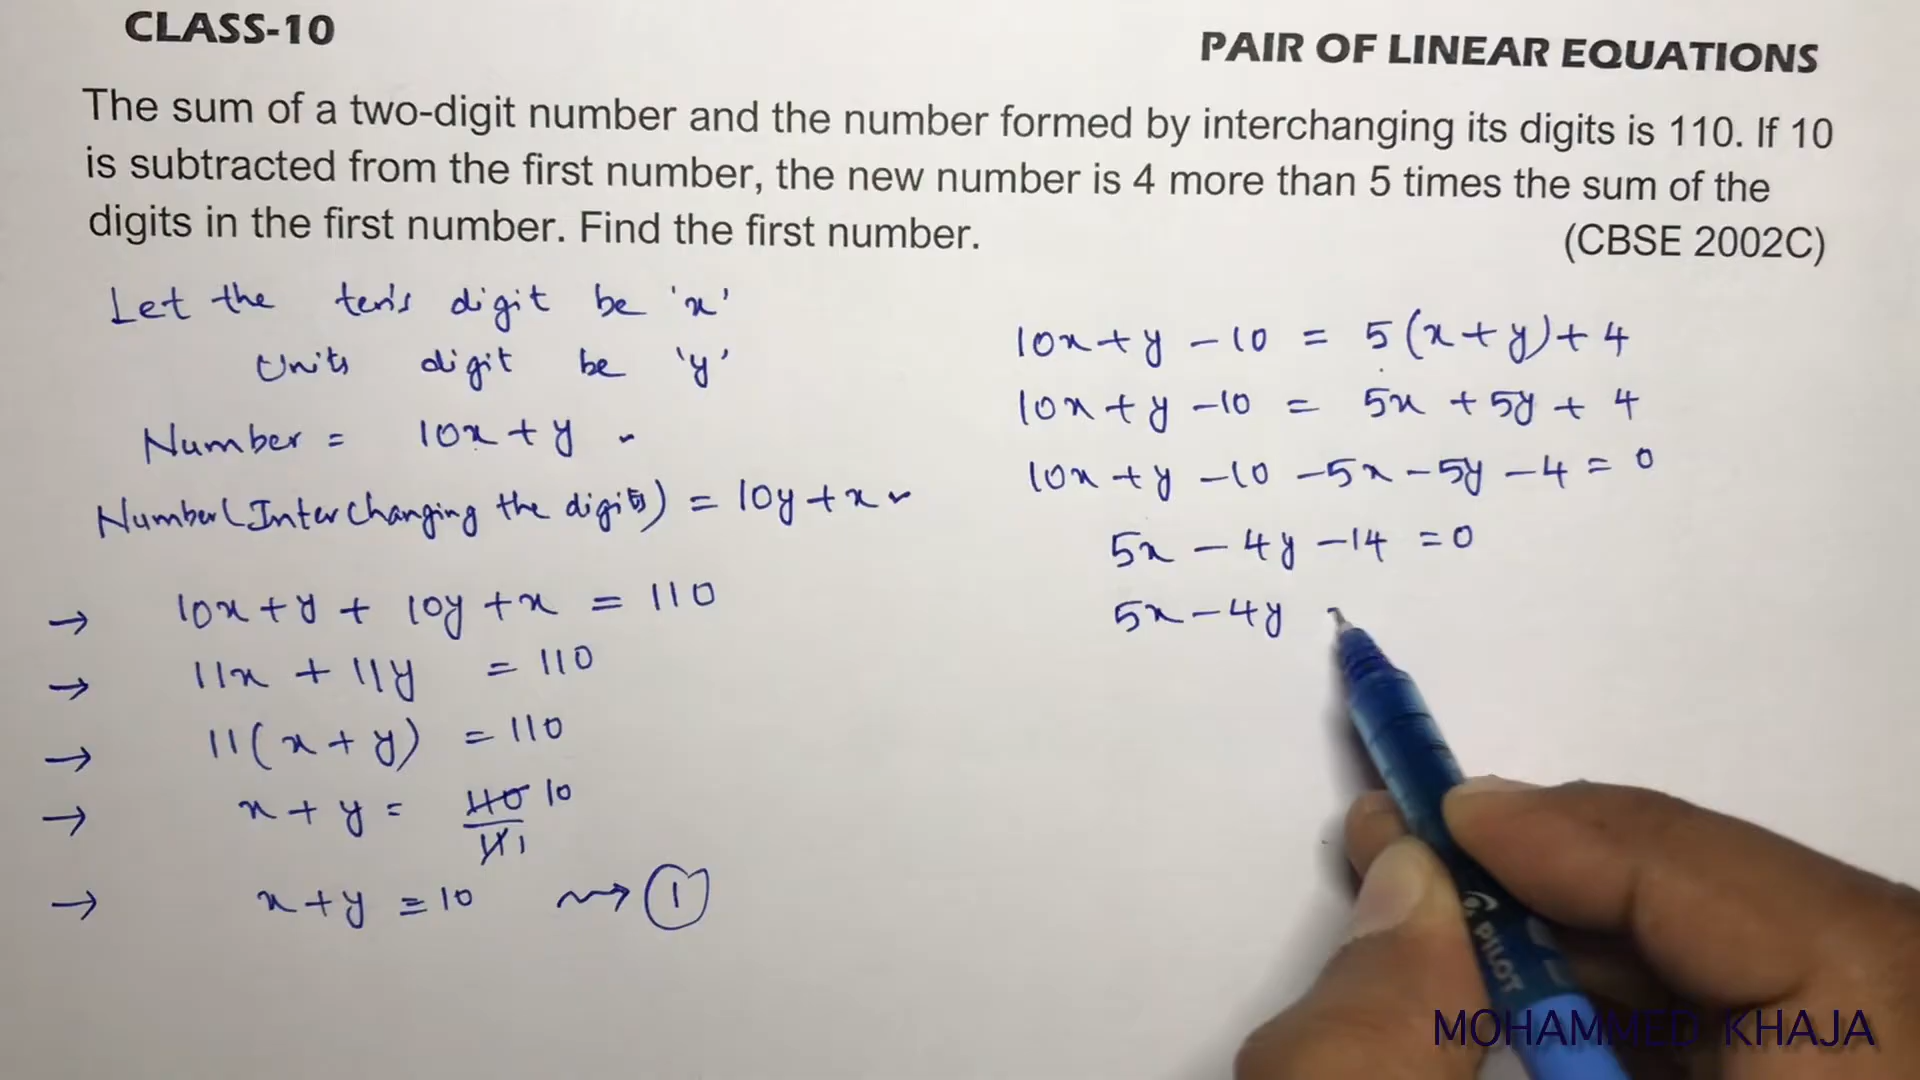 CLASS-10
PAIR OF LINEAR EQUATIONS
The sum of a two-digit number and the number formed by interchanging its digits is 110. If 10
is subtracted from the first number, the new number is 4 more than 5 times the sum of the
digits in the first number. Find the first number.
(CBSE 2002C)
Let the ten's digit be 'x'
Units digit be 'y'
Number = 10x + y
Number(Interchanging the digits) = 10y + x
→ 10x + y + 10y + x = 110
→ 11x + 11y = 110
→ 11(x + y) = 110
→ x + y = 110/11 10 1
→ x + y = 10 ⇝ 1
10x + y - 10 = 5(x + y) + 4
10x + y - 10 = 5x + 5y + 4
10x + y - 10 - 5x - 5y - 4 = 0
5x - 4y - 14 = 0
5x - 4y
PILOT
MOHAMMED KHAJA